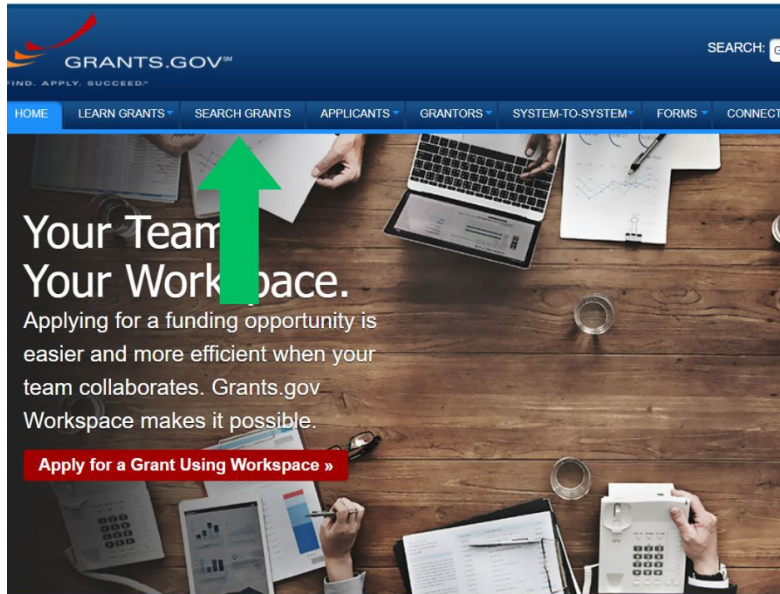 GRANTS.GOV℠
FIND. APPLY. SUCCEED.℠
SEARCH: G
HOME LEARN GRANTS SEARCH GRANTS APPLICANTS GRANTORS SYSTEM-TO-SYSTEM FORMS CONNECT
Your Team
Your Workspace.
Applying for a funding opportunity is
easier and more efficient when your
team collaborates. Grants.gov
Workspace makes it possible.
Apply for a Grant Using Workspace »